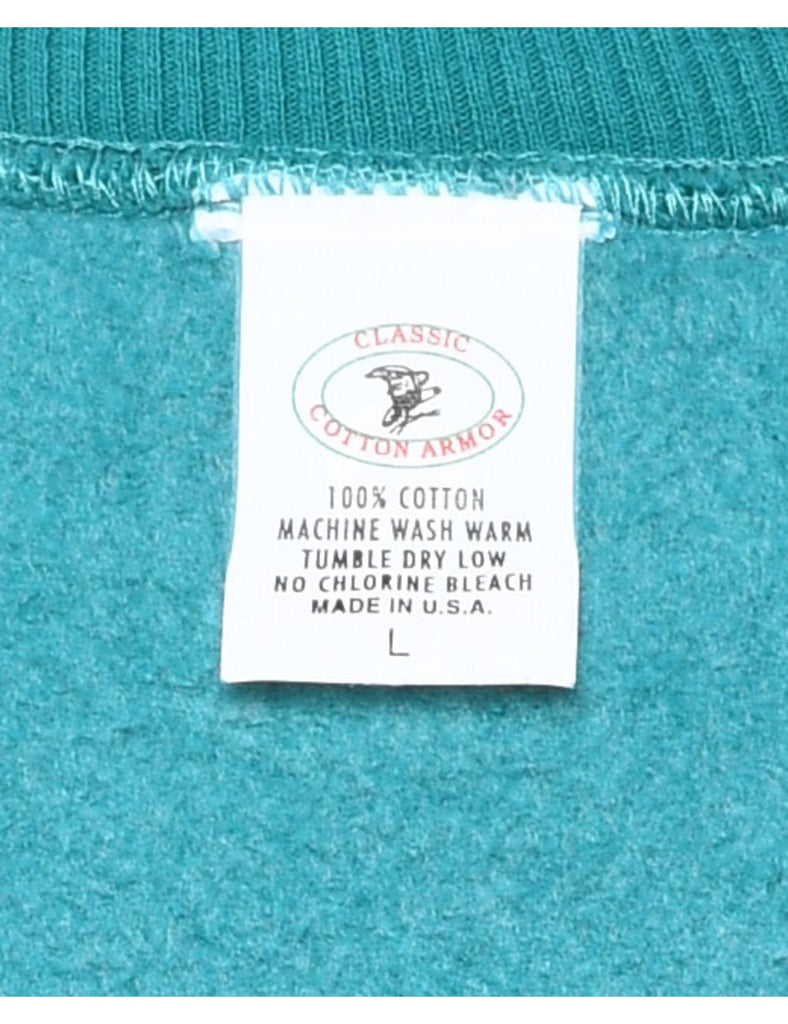 CLASSIC
COTTON ARMOR
100% COTTON
MACHINE WASH WARM
TUMBLE DRY LOW
NO CHLORINE BLEACH
MADE IN U.S.A.
L